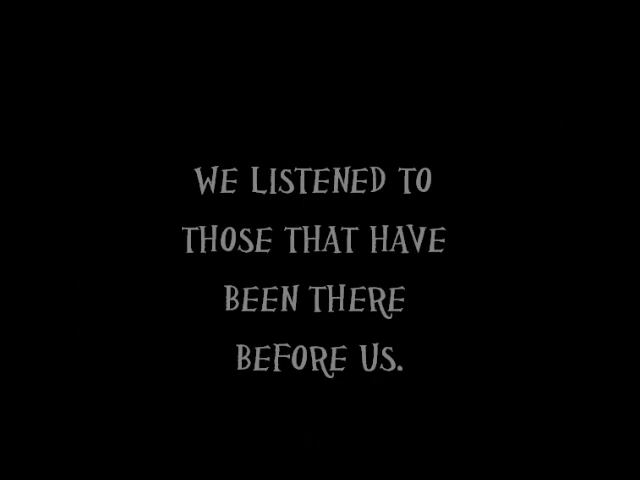 WE LISTENED TO
THOSE THAT HAVE
BEEN THERE
BEFORE US.